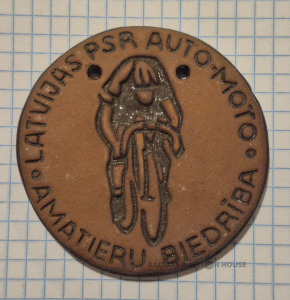 LATVIJAS PSR AUTO-MOTO
AMATIERU BIEDRĪBA